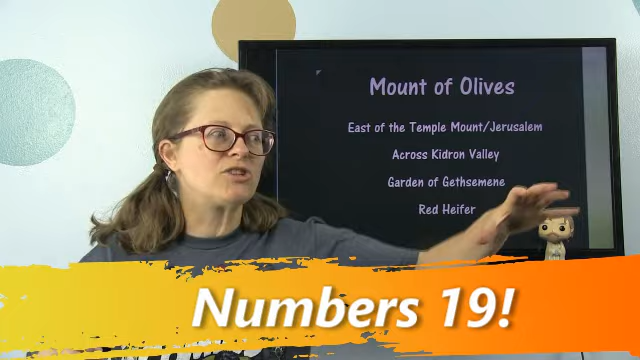 Mount of Olives
East of the Temple Mount/Jerusalem
Across Kidron Valley
Garden of Gethsemene
Red Heifer
Numbers 19!